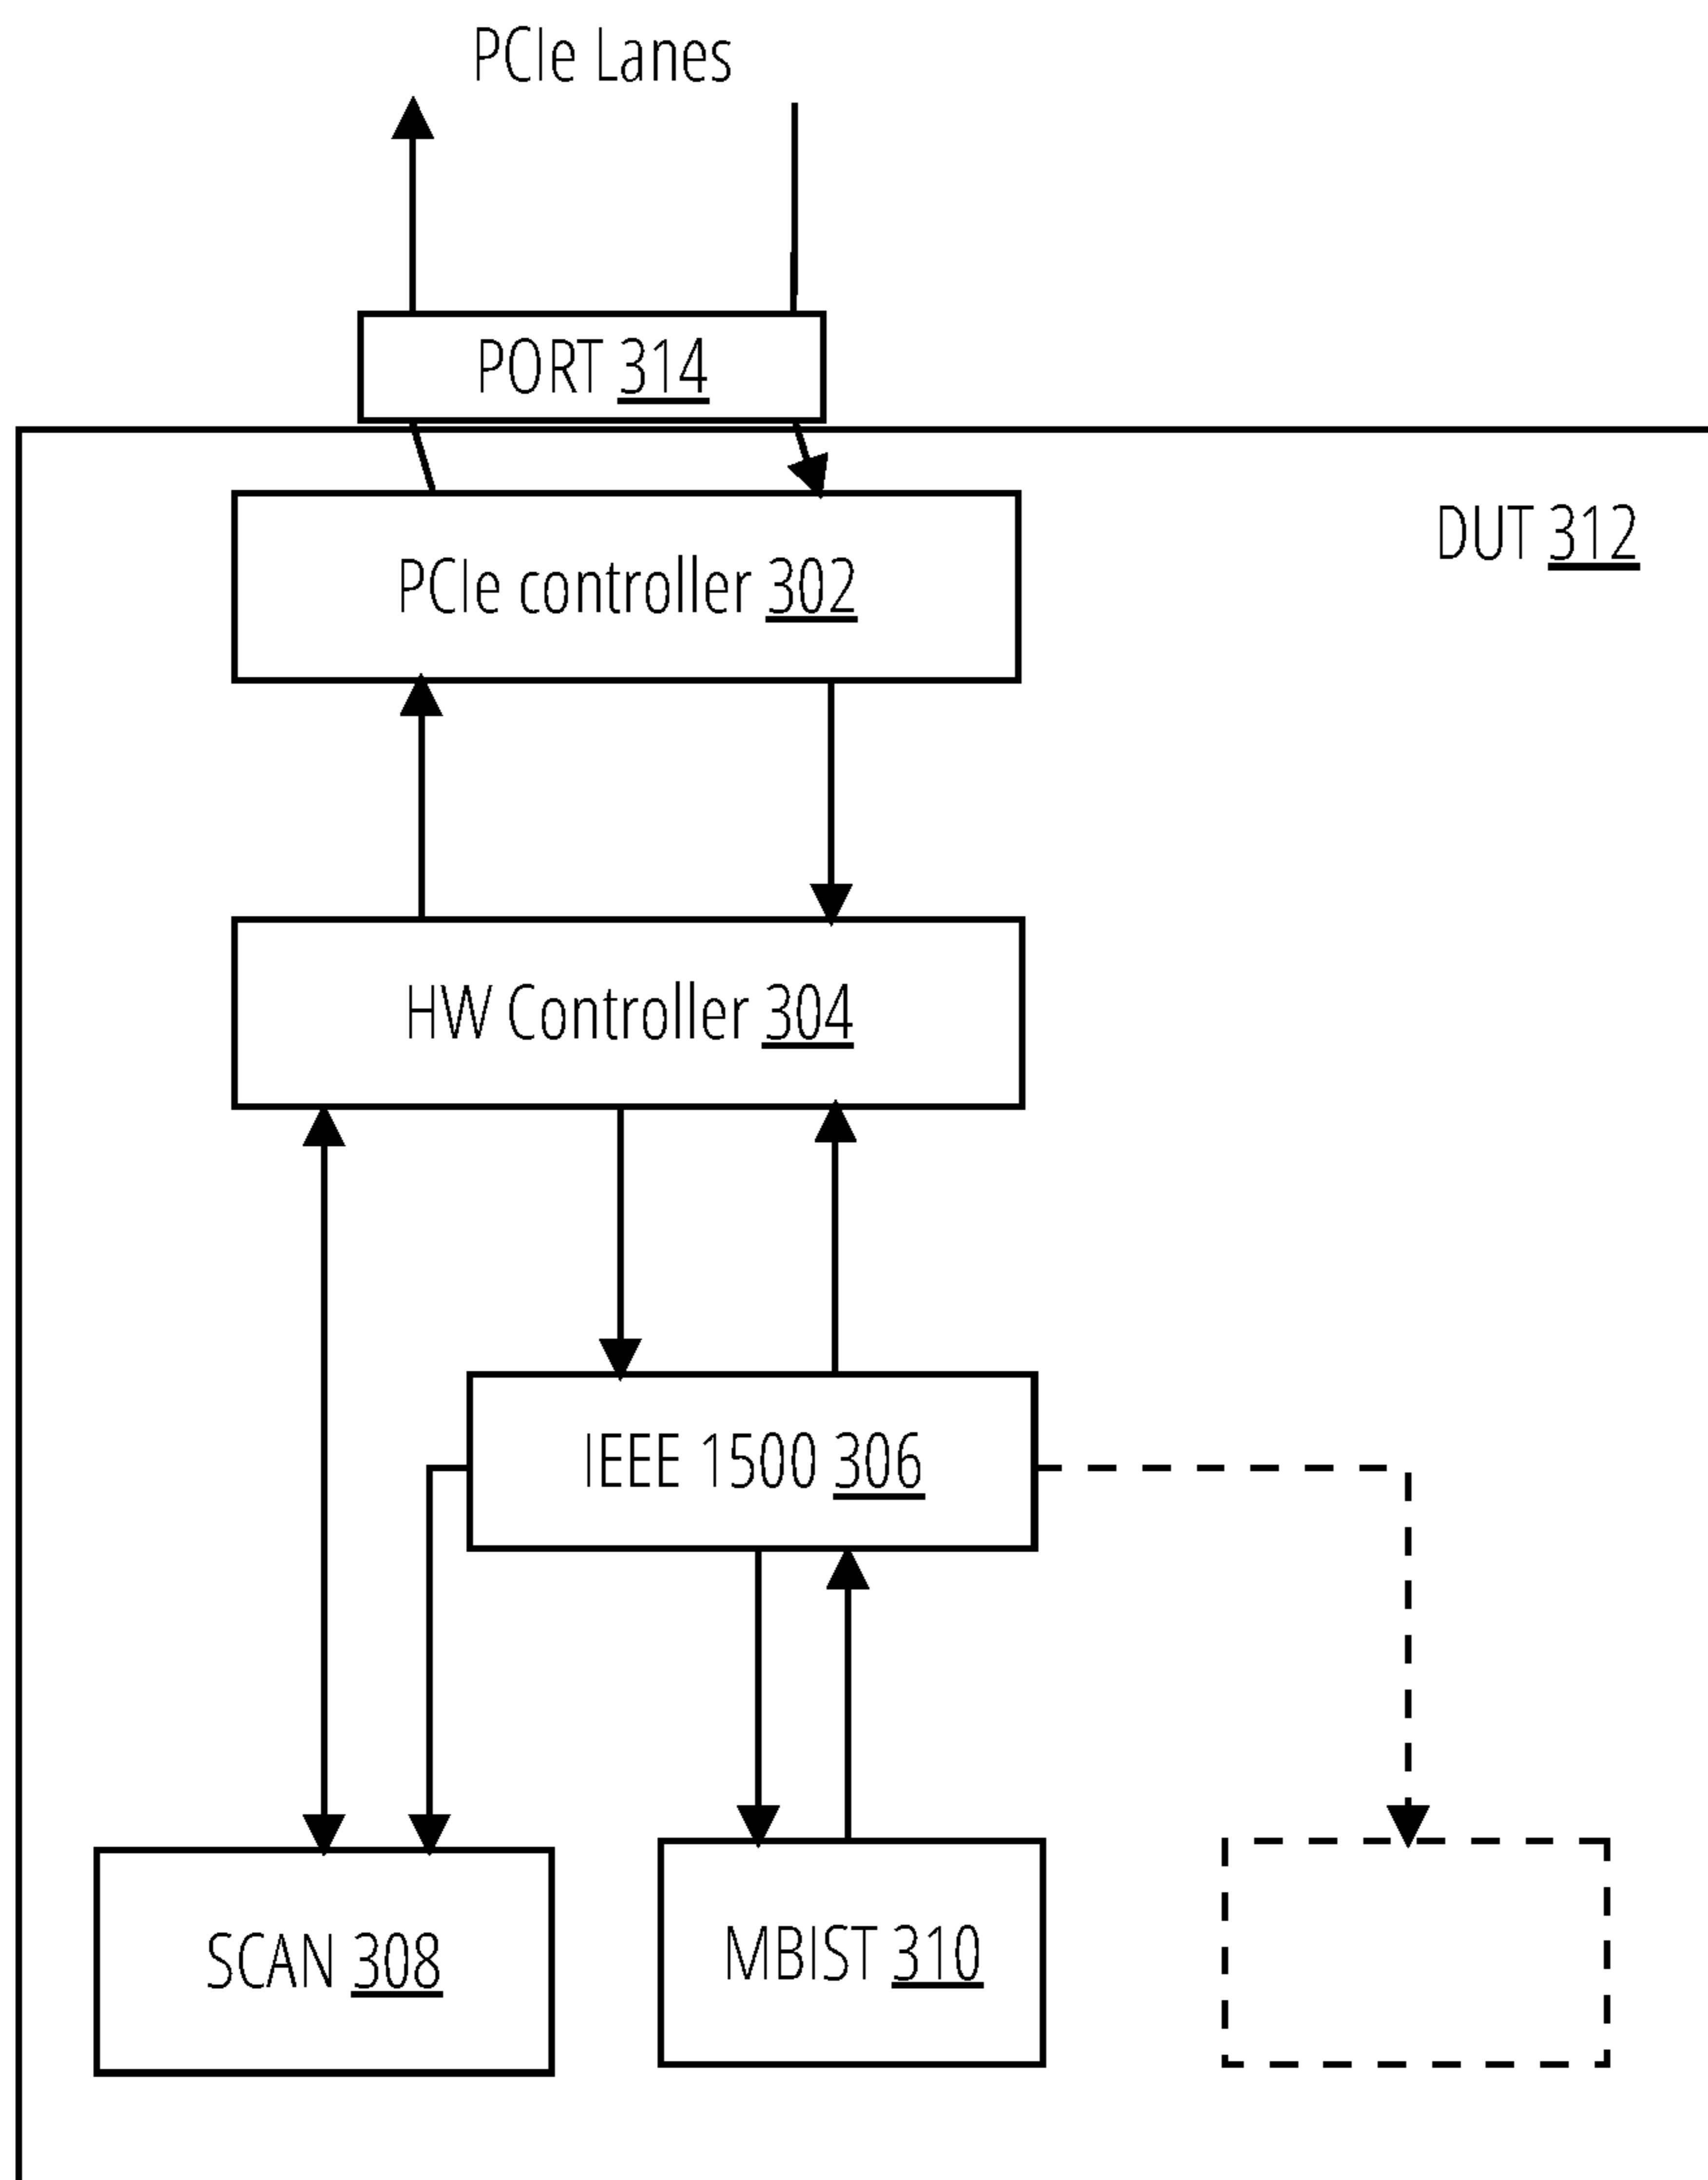 PCIe Lanes
PORT 314
DUT 312
PCIe controller 302
HW Controller 304
IEEE 1500 306
SCAN 308
MBIST 310